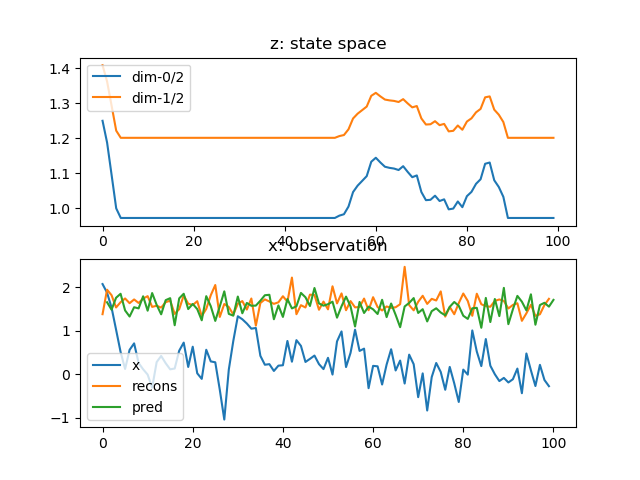 z: state space
1.4
1.3
1.2
1.1
1.0
dim-0/2
dim-1/2
0 20 40 60 80 100
x: observation
2
1
0
−1
x
recons
pred
0 20 40 60 80 100